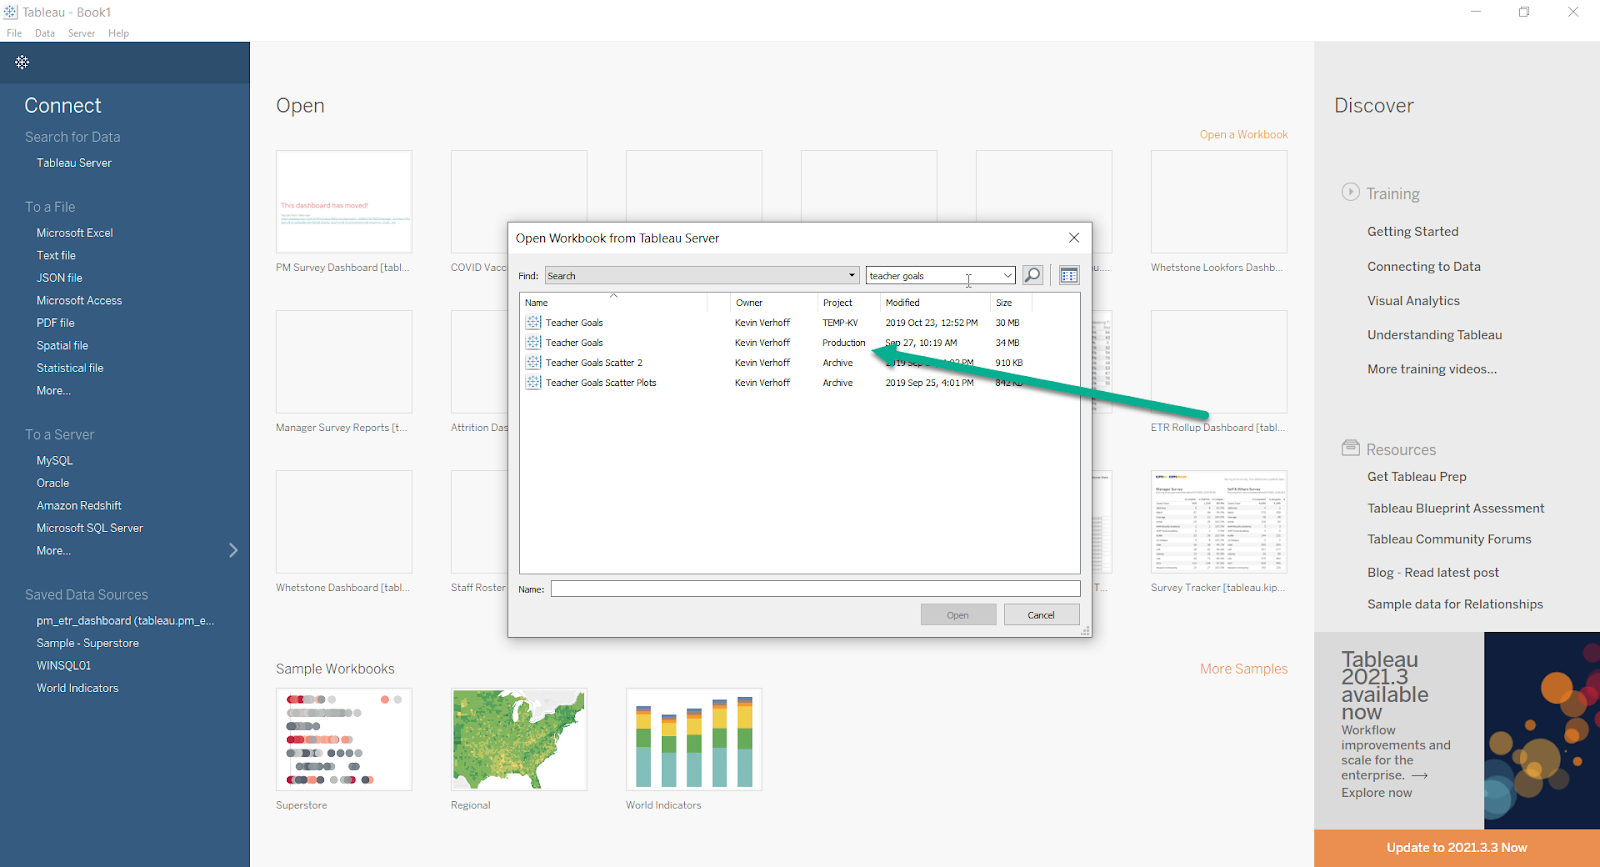 Tableau - Book1
File Data Server Help
Connect
Search for Data
Tableau Server
To a File
Microsoft Excel
Text file
JSON file
Microsoft Access
PDF file
Spatial file
Statistical file
More...
To a Server
MySQL
Oracle
Amazon Redshift
Microsoft SQL Server
More...
Saved Data Sources
pm_etr_dashboard (tableau.pm_e...
Sample - Superstore
WINSQL01
World Indicators
Open
Open a Workbook
This dashboard has moved!
PM Survey Dashboard [tabl...
COVID Vacc
Whetstone Lookfors Dashb...
Manager Survey Reports [t...
Attrition Das
ETR Rollup Dashboard [tabl...
Whetstone Dashboard [tabl...
Staff Roster
T...
Survey Tracker [tableau.kip...
Open Workbook from Tableau Server
Find: Search teacher goals
Name Owner Project Modified Size
Teacher Goals Kevin Verhoff TEMP-KV 2019 Oct 23, 12:52 PM 30 MB
Teacher Goals Kevin Verhoff Production Sep 27, 10:19 AM 34 MB
Teacher Goals Scatter 2 Kevin Verhoff Archive 2019 PM 910 KB
Teacher Goals Scatter Plots Kevin Verhoff Archive 2019 Sep 25, 4:01 PM 842 KB
Name:
Open Cancel
Sample Workbooks
More Samples
Superstore
Regional
World Indicators
Discover
Training
Getting Started
Connecting to Data
Visual Analytics
Understanding Tableau
More training videos...
Resources
Get Tableau Prep
Tableau Blueprint Assessment
Tableau Community Forums
Blog - Read latest post
Sample data for Relationships
Tableau
2021.3
available
now
Workflow
improvements and
scale for the
enterprise. →
Explore now
Update to 2021.3.3 Now